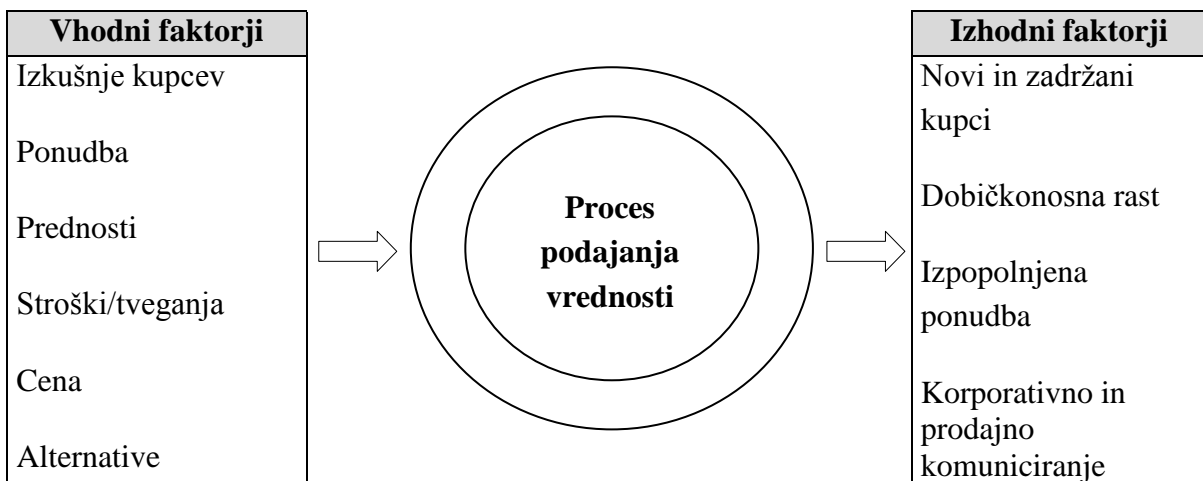 Vhodni faktorji
Izkušnje kupcev
Ponudba
Prednosti
Stroški/tveganja
Cena
Alternative
Proces
podajanja
vrednosti
Izhodni faktorji
Novi in zadržani
kupci
Dobičkonosna rast
Izpopolnjena
ponudba
Korporativno in
prodajno
komuniciranje